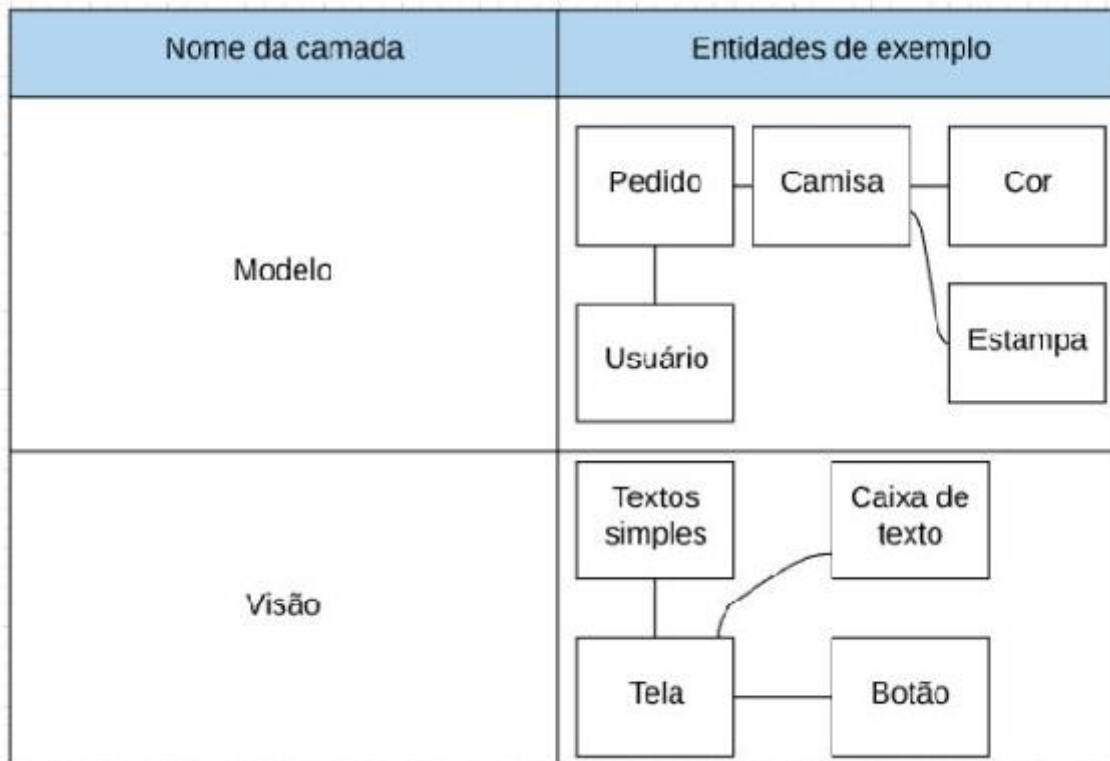 Nome da camada
Entidades de exemplo
Modelo
Pedido
Camisa
Cor
Usuário
Estampa
Visão
Textos
simples
Caixa de
texto
Tela
Botão